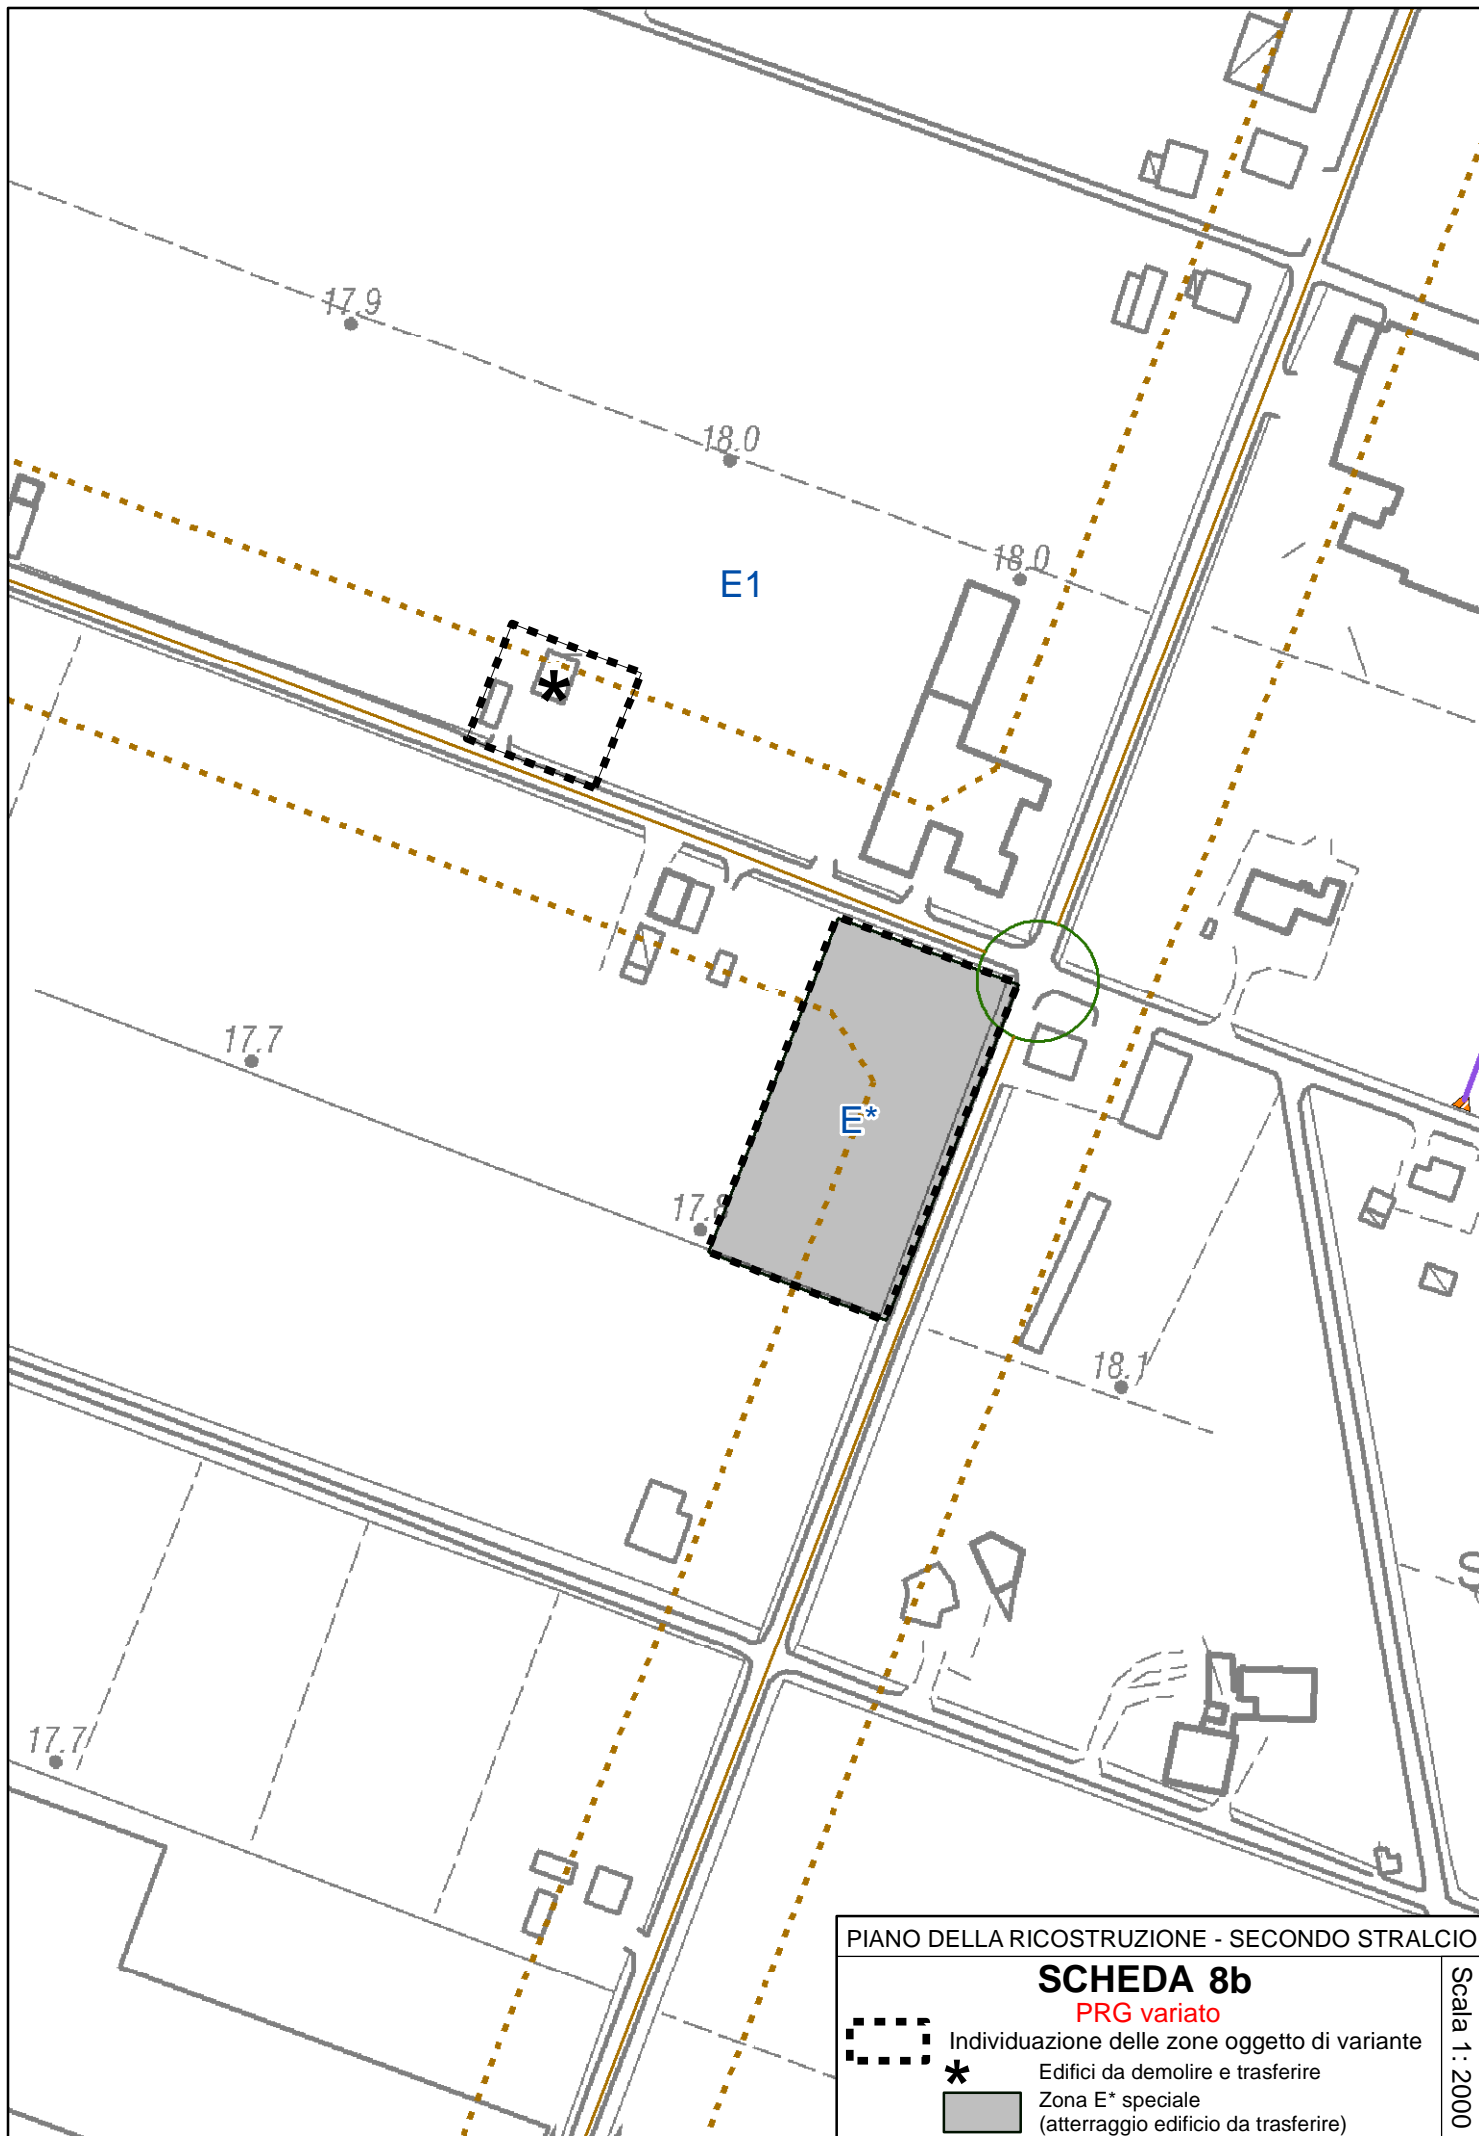 17.9
18.0
18.0
E1
17.7
E*
17.8
18.1
17.7
PIANO DELLA RICOSTRUZIONE - SECONDO STRALCIO
SCHEDA 8b
PRG variato
Individuazione delle zone oggetto di variante
* Edifici da demolire e trasferire
Zona E* speciale
(atterraggio edificio da trasferire)
Scala 1: 2000